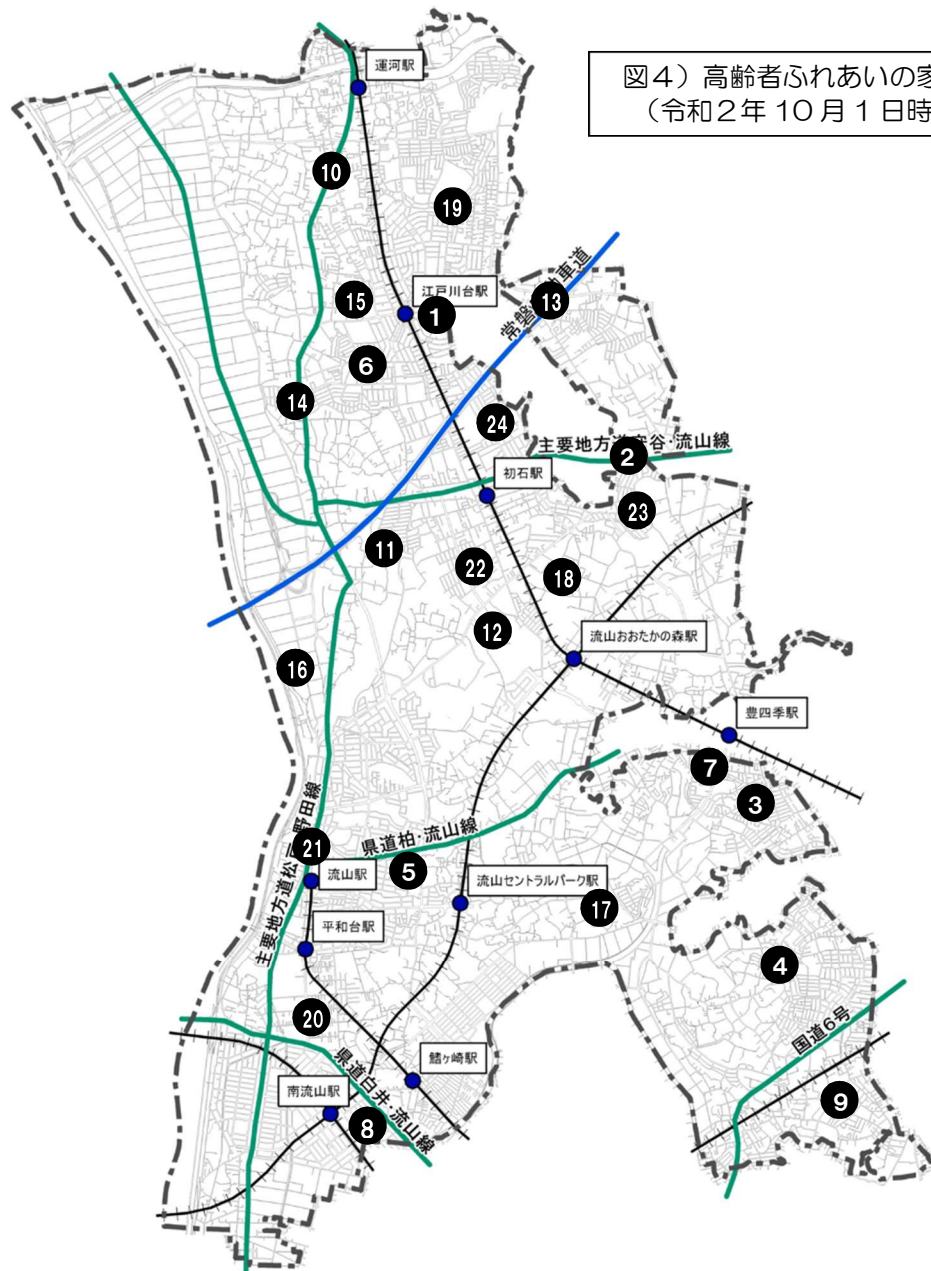 図4)高齢者ふれあいの家
(令和2年10月1日時
運河駅
10
19
江戸川台駅
1
15
常磐
車道
13
6
14
24
主要地方道
守谷・流山線
2
初石駅
23
11
22
18
12
流山おおたかの森駅
16
豊四季駅
7
3
主要地方道松戸・野田線
県道柏・流山線
21
流山駅
5
流山セントラルパーク駅
17
平和台駅
4
20
国道6号
鰭ヶ崎駅
県道白井・流山線
南流山駅
8
9